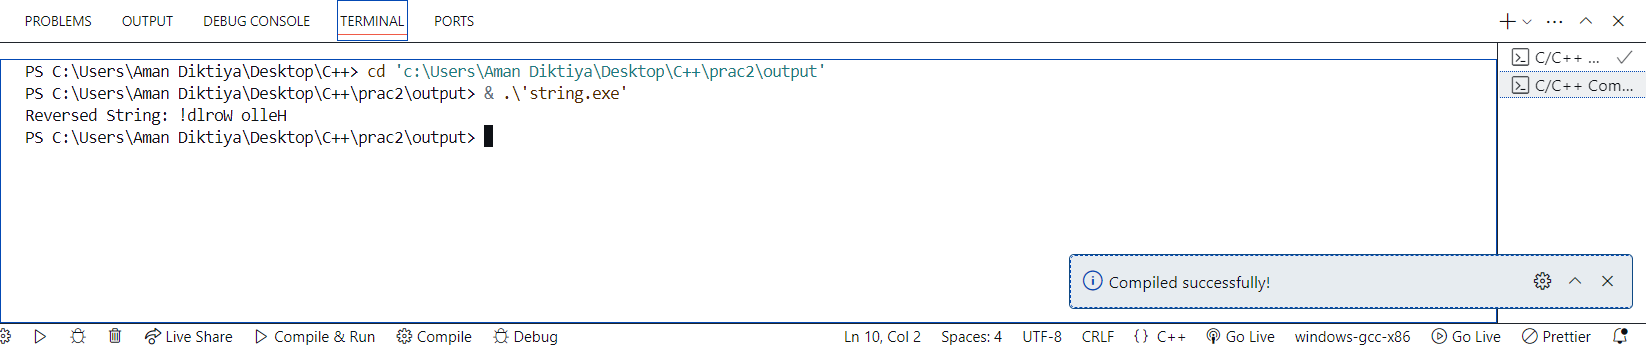 PROBLEMS OUTPUT DEBUG CONSOLE TERMINAL PORTS
PS C:\Users\Aman Diktiya\Desktop\C++> cd 'c:\Users\Aman Diktiya\Desktop\C++\prac2\output'
PS C:\Users\Aman Diktiya\Desktop\C++\prac2\output> & .\'string.exe'
Reversed String: !dlroW olleH
PS C:\Users\Aman Diktiya\Desktop\C++\prac2\output>
C/C++ ...
C/C++ Com...
Compiled successfully!
Live Share Compile & Run Compile Debug Ln 10, Col 2 Spaces: 4 UTF-8 CRLF {} C++ Go Live windows-gcc-x86 Go Live Prettier